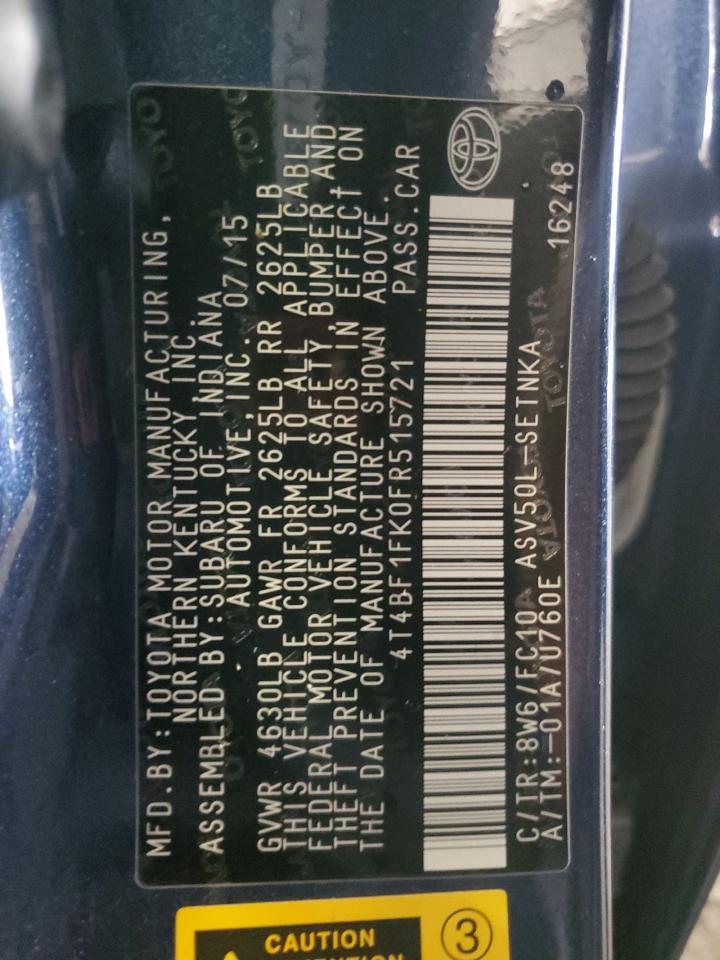 MFD.BY:TOYOTA MOTOR MANUFACTURING,
NORTHERN KENTUCKY, INC.
ASSEMBLED BY:SUBARU OF INDIANA
AUTOMOTIVE,INC. 07/15
GVWR 4630LB GAWR FR 2625LB RR 2625LB
THIS VEHICLE CONFORMS TO ALL APPLICABLE
FEDERAL MOTOR VEHICLE SAFETY, BUMPER AND
THEFT PREVENTION STANDARDS IN EFFECT ON
THE DATE OF MANUFACTURE SHOWN ABOVE.
4T4BF1FK0FR515721 PASS.CAR
C/TR:8W6/FC10 ASV50L-SETNKA
A/TM:-01A/U760E 16248
CAUTION
3